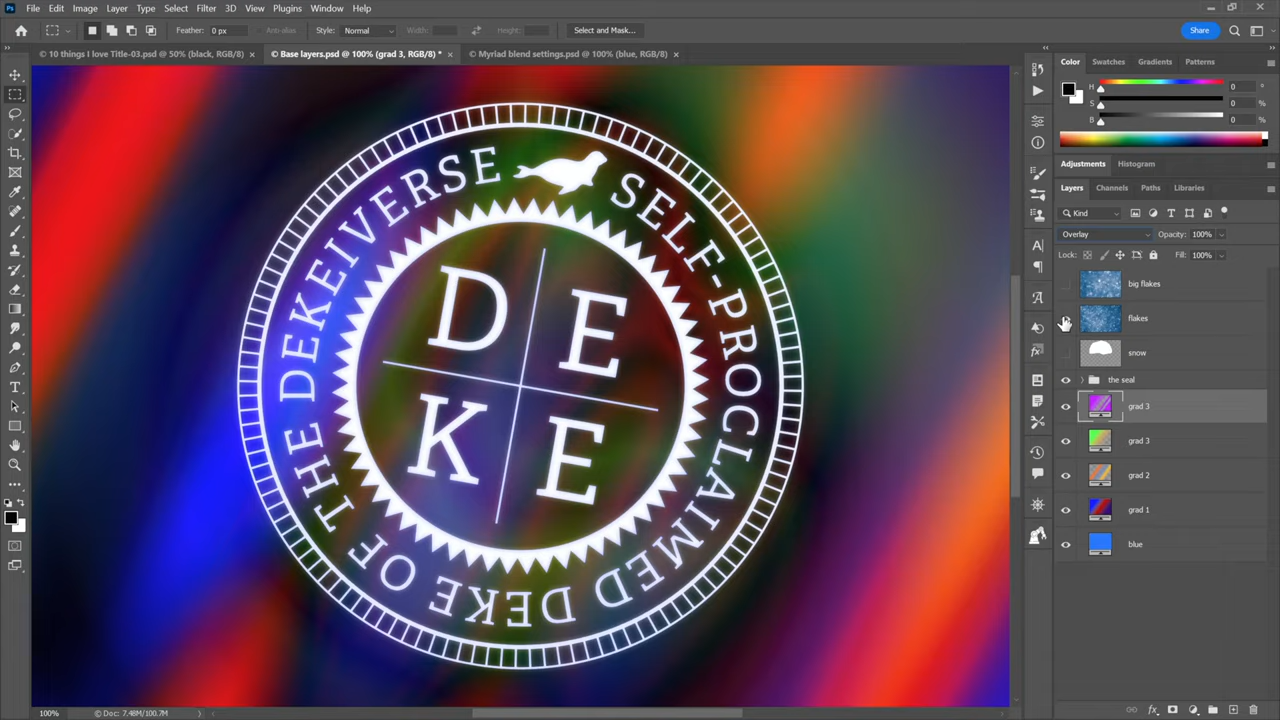 File Edit Image Layer Type Select Filter 3D View Plugins Window Help
Feather: 0 px Anti-alias Style: Normal Width: Height: Select and Mask... Share
© 10 things I love Title-03.psd @ 50% (black, RGB/8) × © Base layers.psd @ 100% (grad 3, RGB/8) * × © Myriad blend settings.psd @ 100% (blue, RGB/8) ×
Color Swatches Gradients Patterns
H 0 °
S 0 %
B 0 %
Adjustments Histogram
Layers Channels Paths Libraries
Kind
Overlay Opacity: 100%
Lock: Fill: 100%
big flakes
flakes
snow
the seal
grad 3
grad 3
grad 2
grad 1
blue
SELF-PROCLAIMED DEKE OF THE DEKEIVERSE
D E
K E
100% © Doc: 7.48M/100.7M